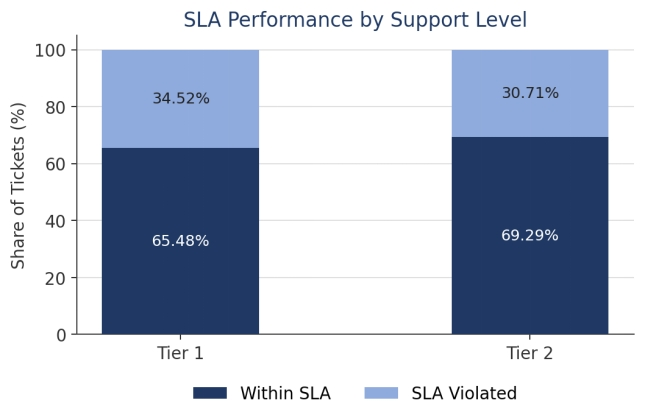 SLA Performance by Support Level
Share of Tickets (%)
100
80
60
40
20
0
34.52%
30.71%
65.48%
69.29%
Tier 1
Tier 2
Within SLA
SLA Violated